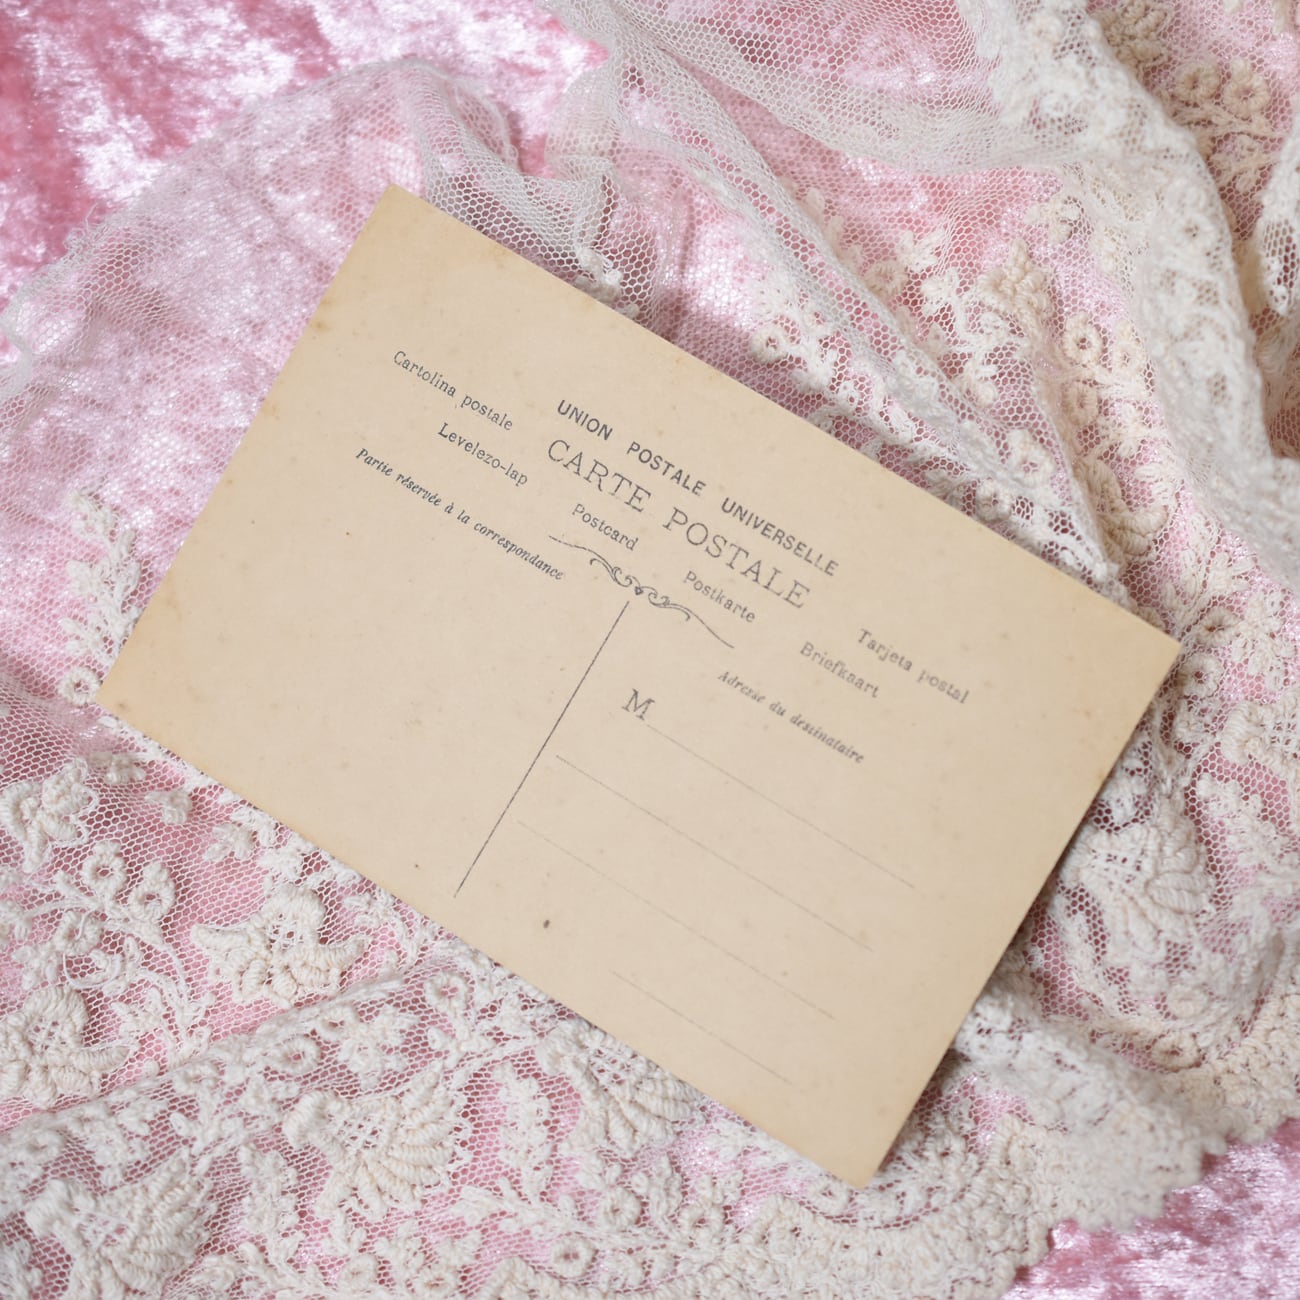 UNION POSTALE UNIVERSELLE
CARTE POSTALE
Cartolina postale Postcard Postkarte Tarjeta postal
Levelezo-lap Briefkaart
Partie réservée à la correspondance
Adresse du destinataire
M